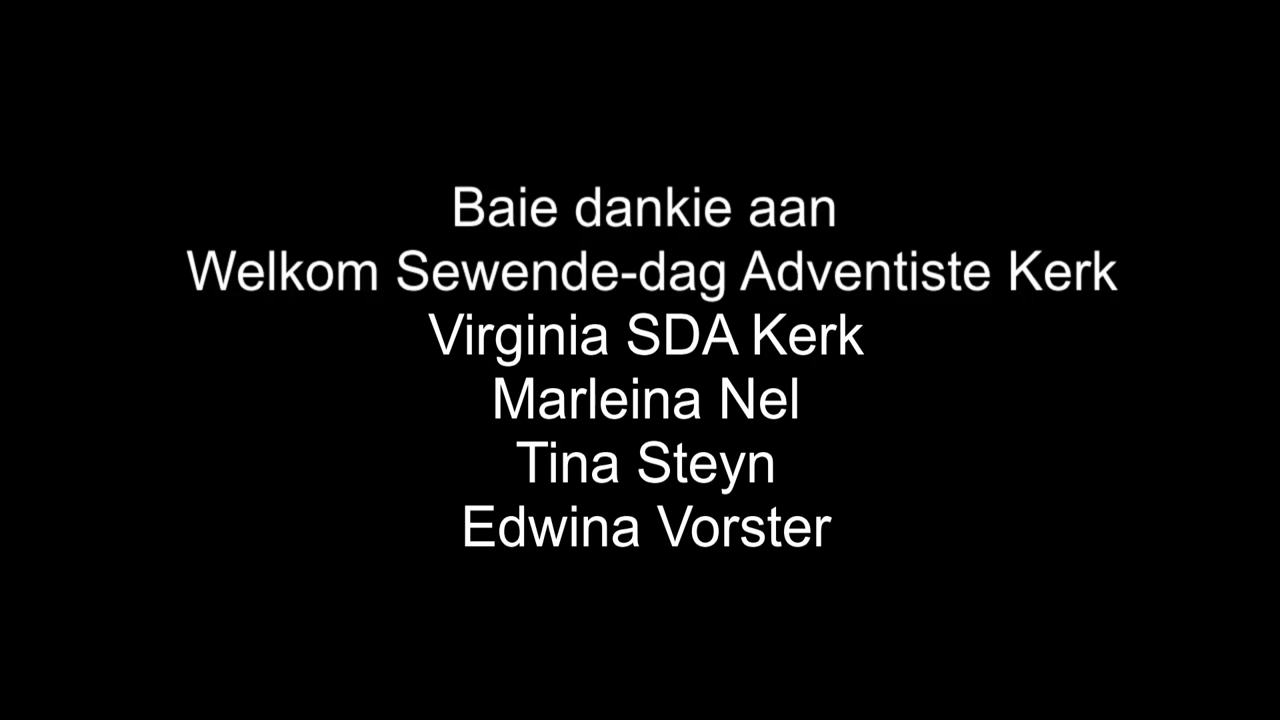 Baie dankie aan
Welkom Sewende-dag Adventiste Kerk
Virginia SDA Kerk
Marleina Nel
Tina Steyn
Edwina Vorster